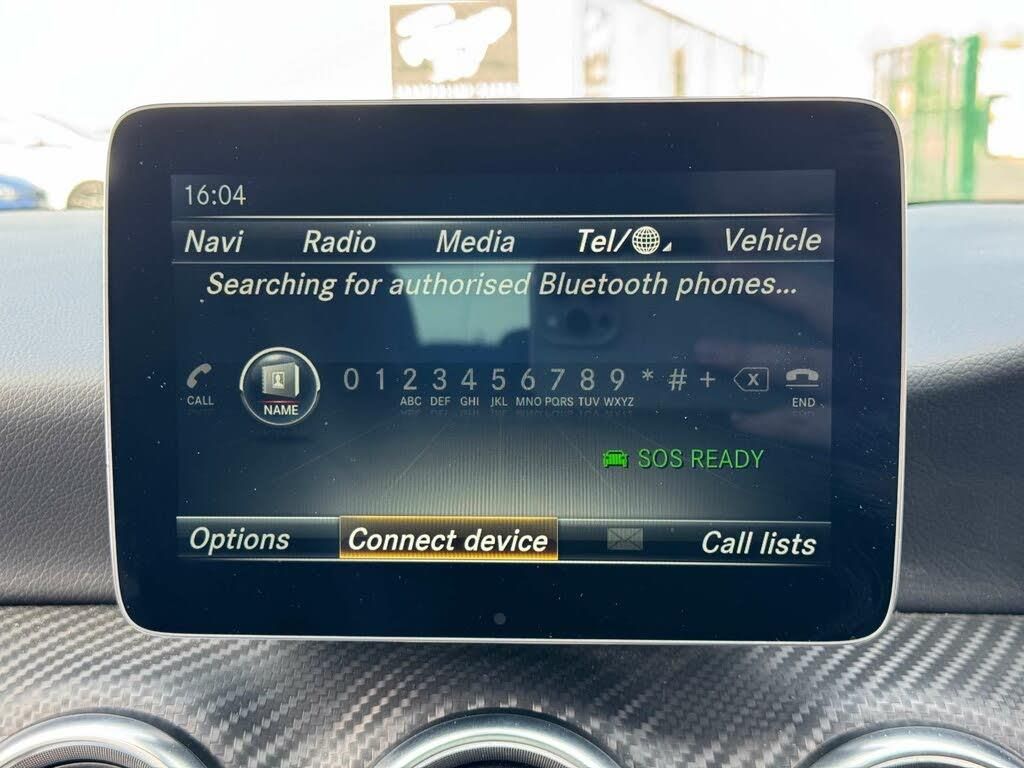 16:04
Navi Radio Media Tel/ Vehicle
Searching for authorised Bluetooth phones...
0 1 2 3 4 5 6 7 8 9 * # + X
CALL NAME ABC DEF GHI JKL MNO PQRS TUV WXYZ END
SOS READY
Options Connect device Call lists